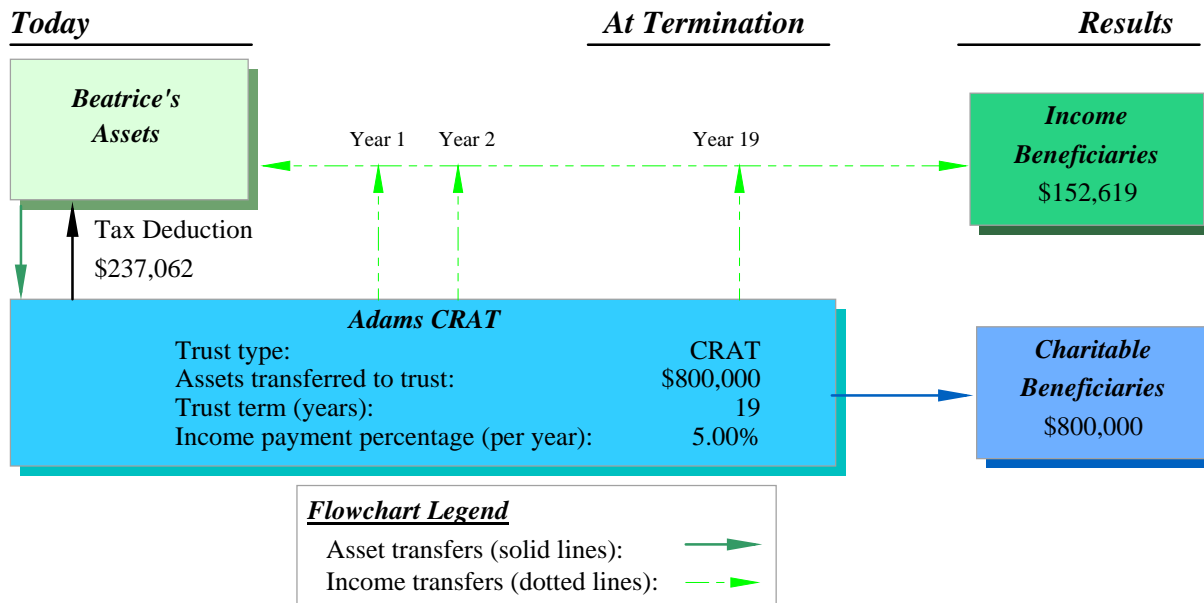 Today
At Termination
Results
Beatrice's
Assets
Year 1
Year 2
Year 19
Income
Beneficiaries
$152,619
Tax Deduction
$237,062
Adams CRAT
Trust type: CRAT
Assets transferred to trust: $800,000
Trust term (years): 19
Income payment percentage (per year): 5.00%
Charitable
Beneficiaries
$800,000
Flowchart Legend
Asset transfers (solid lines):
Income transfers (dotted lines):